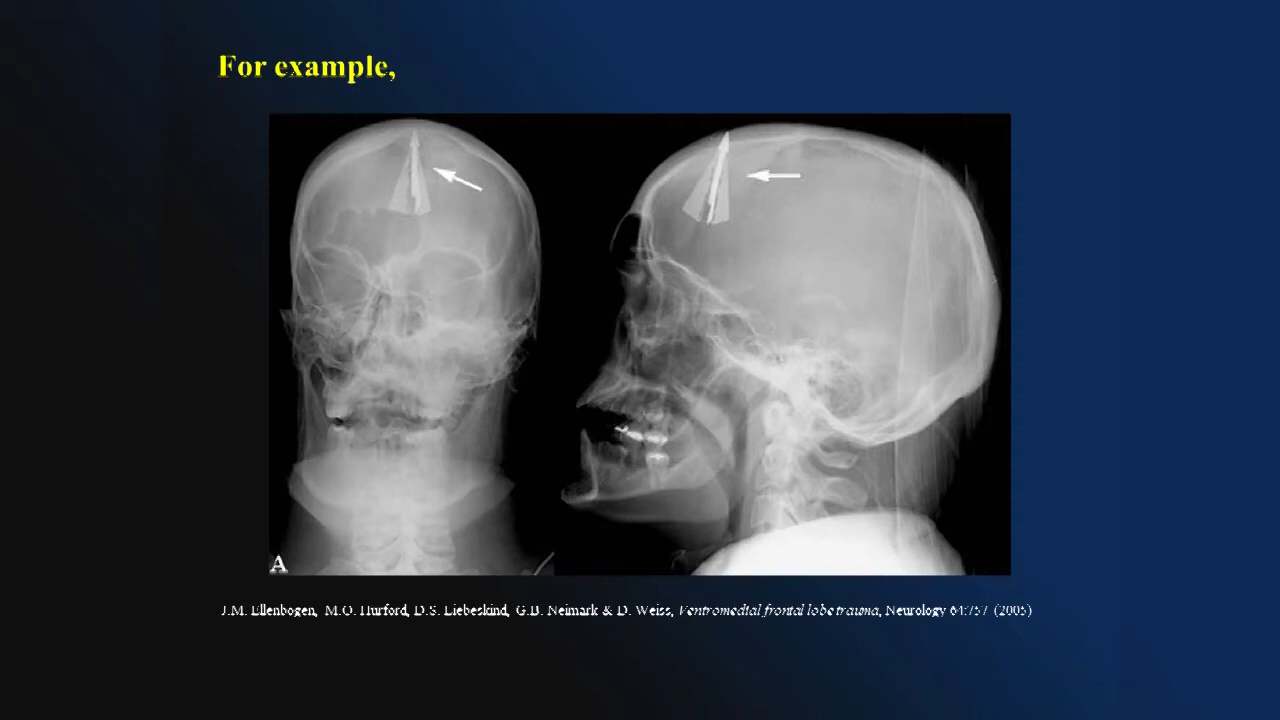 For example,
A
J.M. Ellenbogen, M.O. Hurford, D.S. Liebeskind, G.B. Neimark & D. Weiss, Ventromedial frontal lobe trauma, Neurology 64:757 (2005)